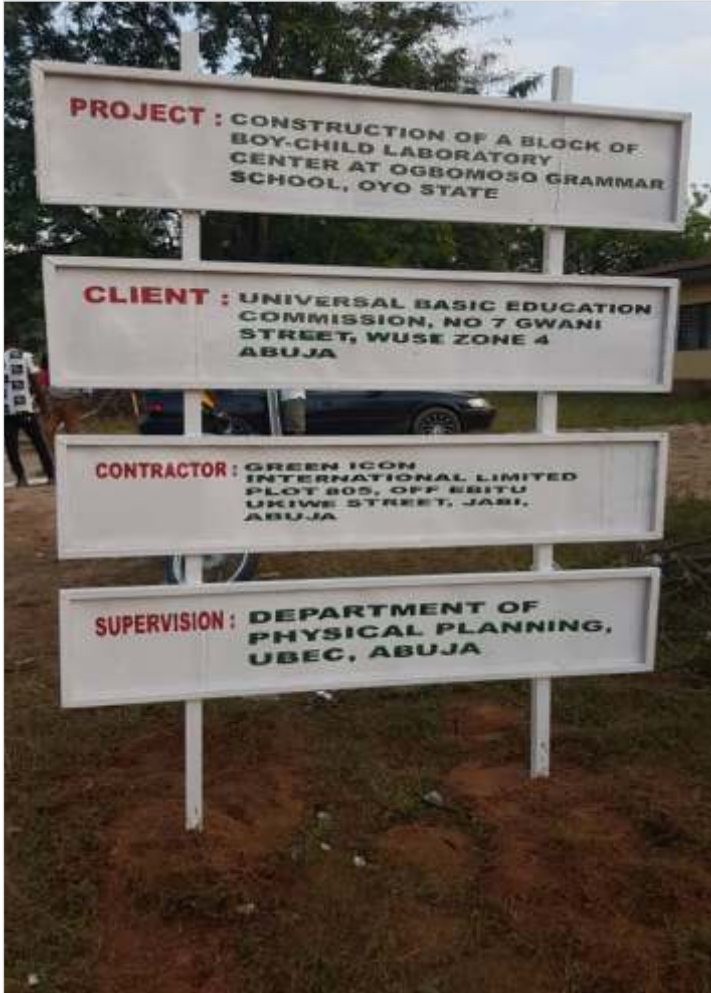 PROJECT : CONSTRUCTION OF A BLOCK OF
BOY-CHILD LABORATORY
CENTER AT OGBOMOSO GRAMMAR
SCHOOL, OYO STATE
CLIENT : UNIVERSAL BASIC EDUCATION
COMMISSION, NO 7 GWANI
STREET, WUSE ZONE 4
ABUJA
CONTRACTOR : GREEN ICON
INTERNATIONAL LIMITED
PLOT 805, OFF EBITU
UKIWE STREET, JABI,
ABUJA
SUPERVISION : DEPARTMENT OF
PHYSICAL PLANNING,
UBEC, ABUJA